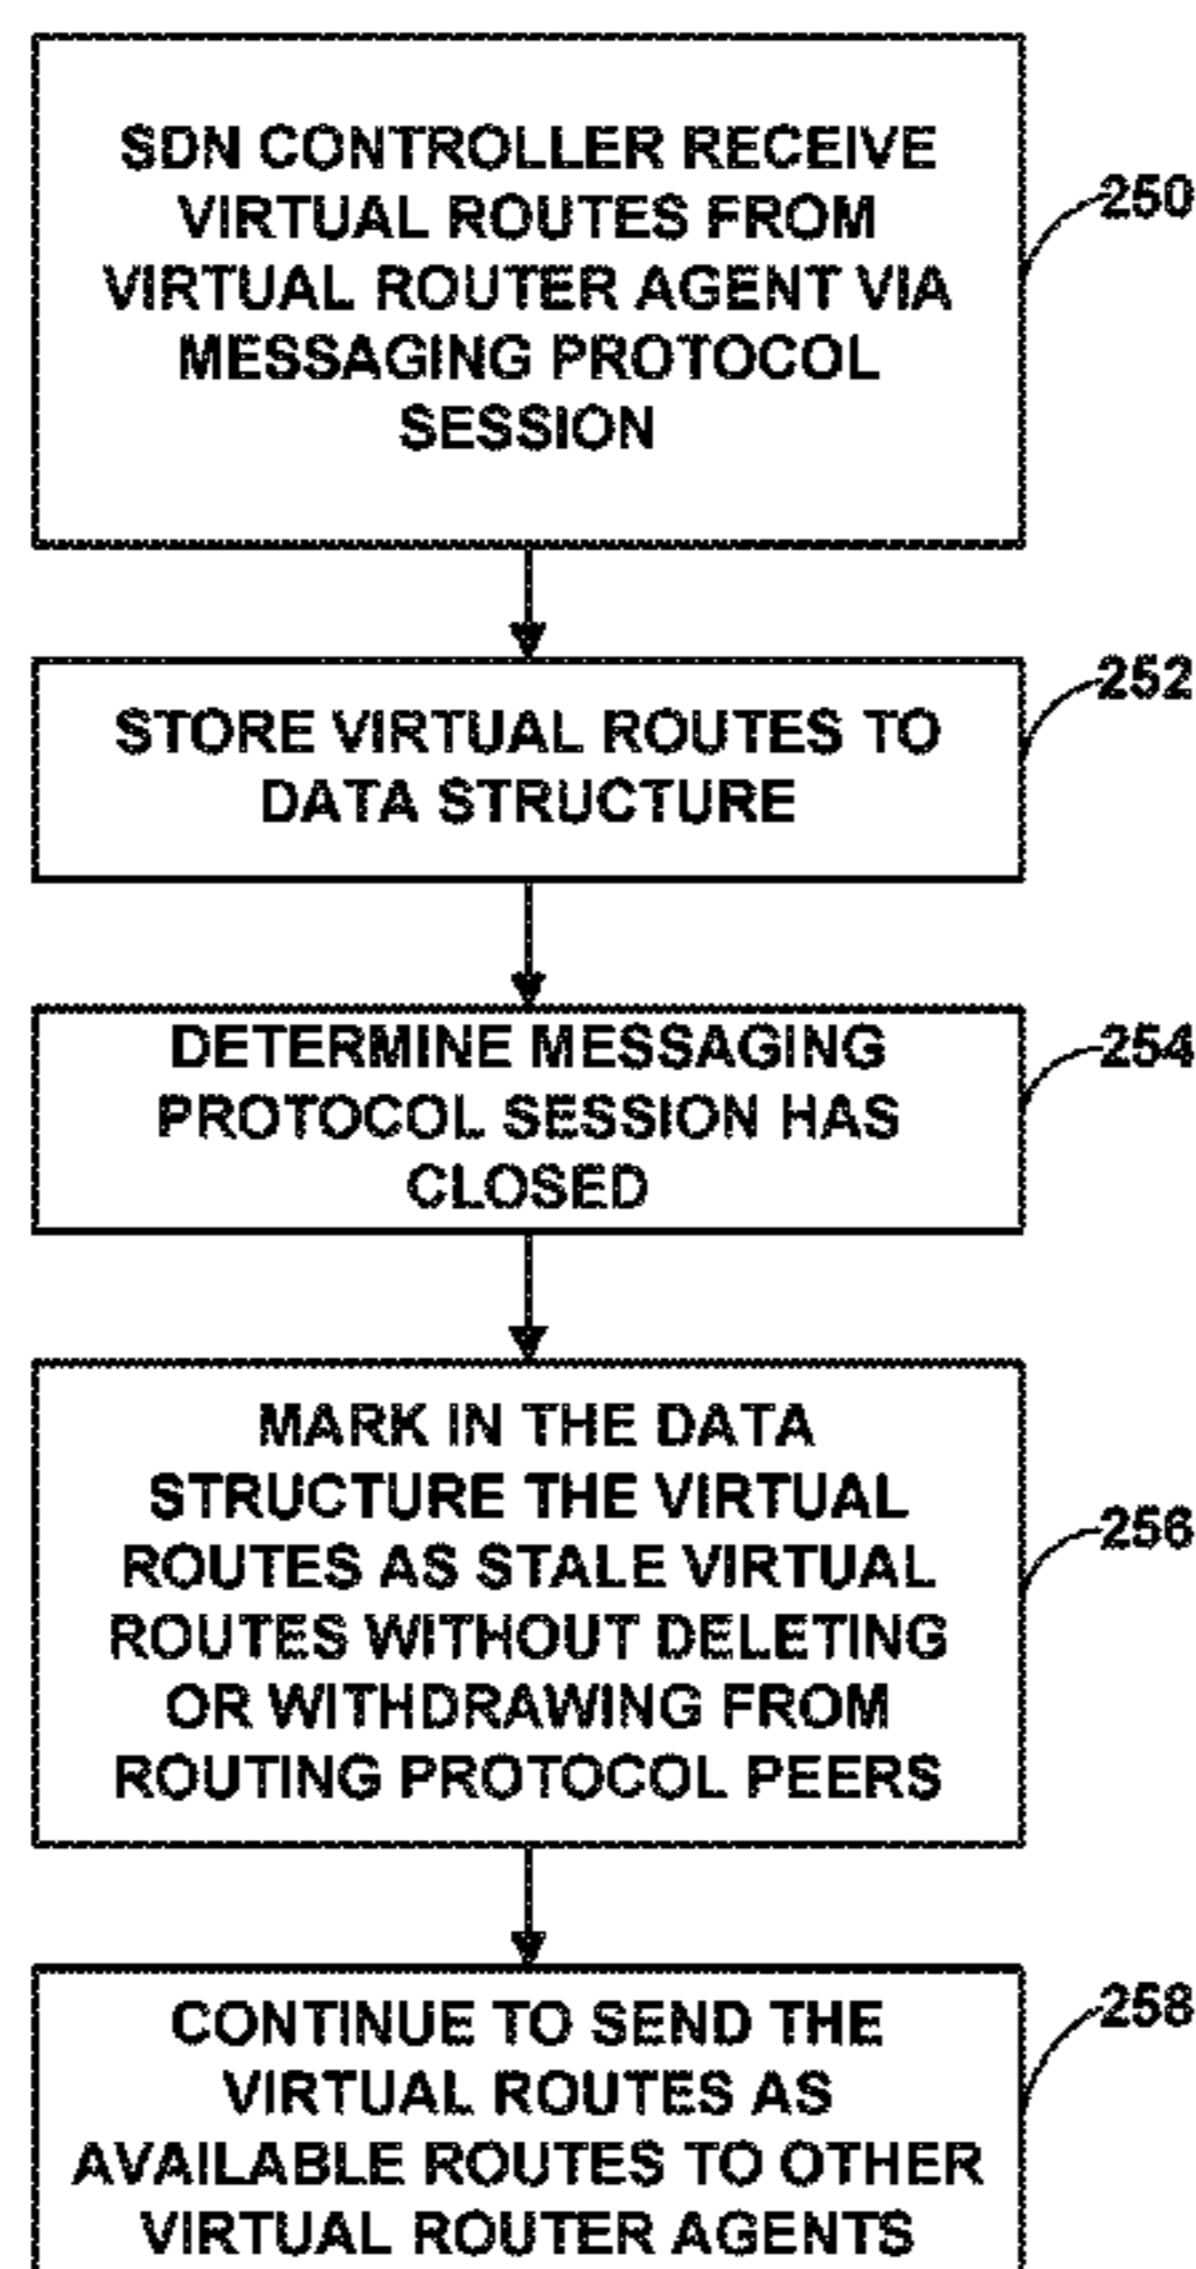 SDN CONTROLLER RECEIVE
VIRTUAL ROUTES FROM
VIRTUAL ROUTER AGENT VIA
MESSAGING PROTOCOL
SESSION
250
STORE VIRTUAL ROUTES TO
DATA STRUCTURE
252
DETERMINE MESSAGING
PROTOCOL SESSION HAS
CLOSED
254
MARK IN THE DATA
STRUCTURE THE VIRTUAL
ROUTES AS STALE VIRTUAL
ROUTES WITHOUT DELETING
OR WITHDRAWING FROM
ROUTING PROTOCOL PEERS
256
CONTINUE TO SEND THE
VIRTUAL ROUTES AS
AVAILABLE ROUTES TO OTHER
VIRTUAL ROUTER AGENTS
258